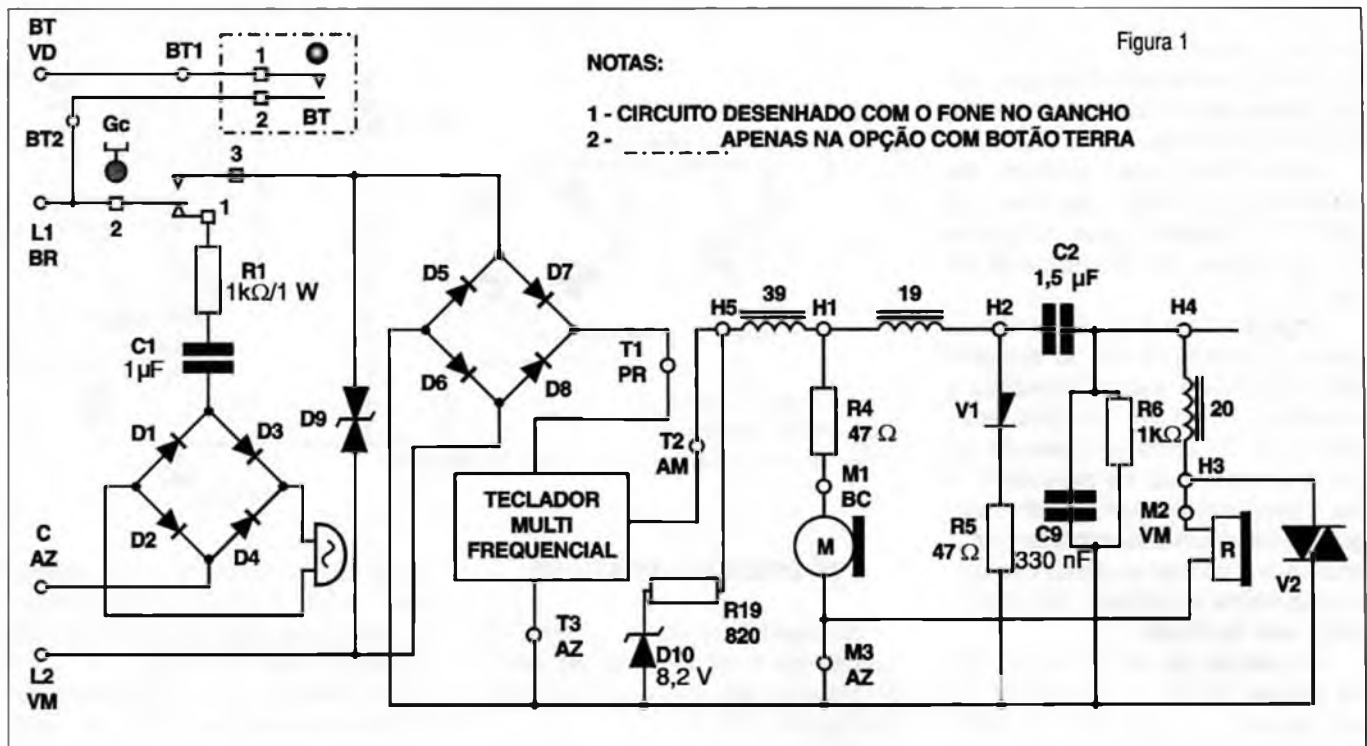 Figura 1
BT
VD
BT1
1
2
BT
NOTAS:
1 - CIRCUITO DESENHADO COM O FONE NO GANCHO
2 - APENAS NA OPÇÃO COM BOTÃO TERRA
BT2
Gc
3
L1
BR
2
1
R1
1kΩ/1 W
C1
1µF
D1
D3
D2
D4
C
AZ
L2
VM
D9
D5
D7
D6
D8
T1
PR
T2
AM
TECLADOR
MULTI
FREQUENCIAL
T3
AZ
D10
8,2 V
R19
820
H5
39
H1
19
H2
C2
1,5 µF
H4
R4
47 Ω
M1
BC
M
M3
AZ
V1
R5
47 Ω
C9
330 nF
R6
1kΩ
20
H3
M2
VM
R
V2